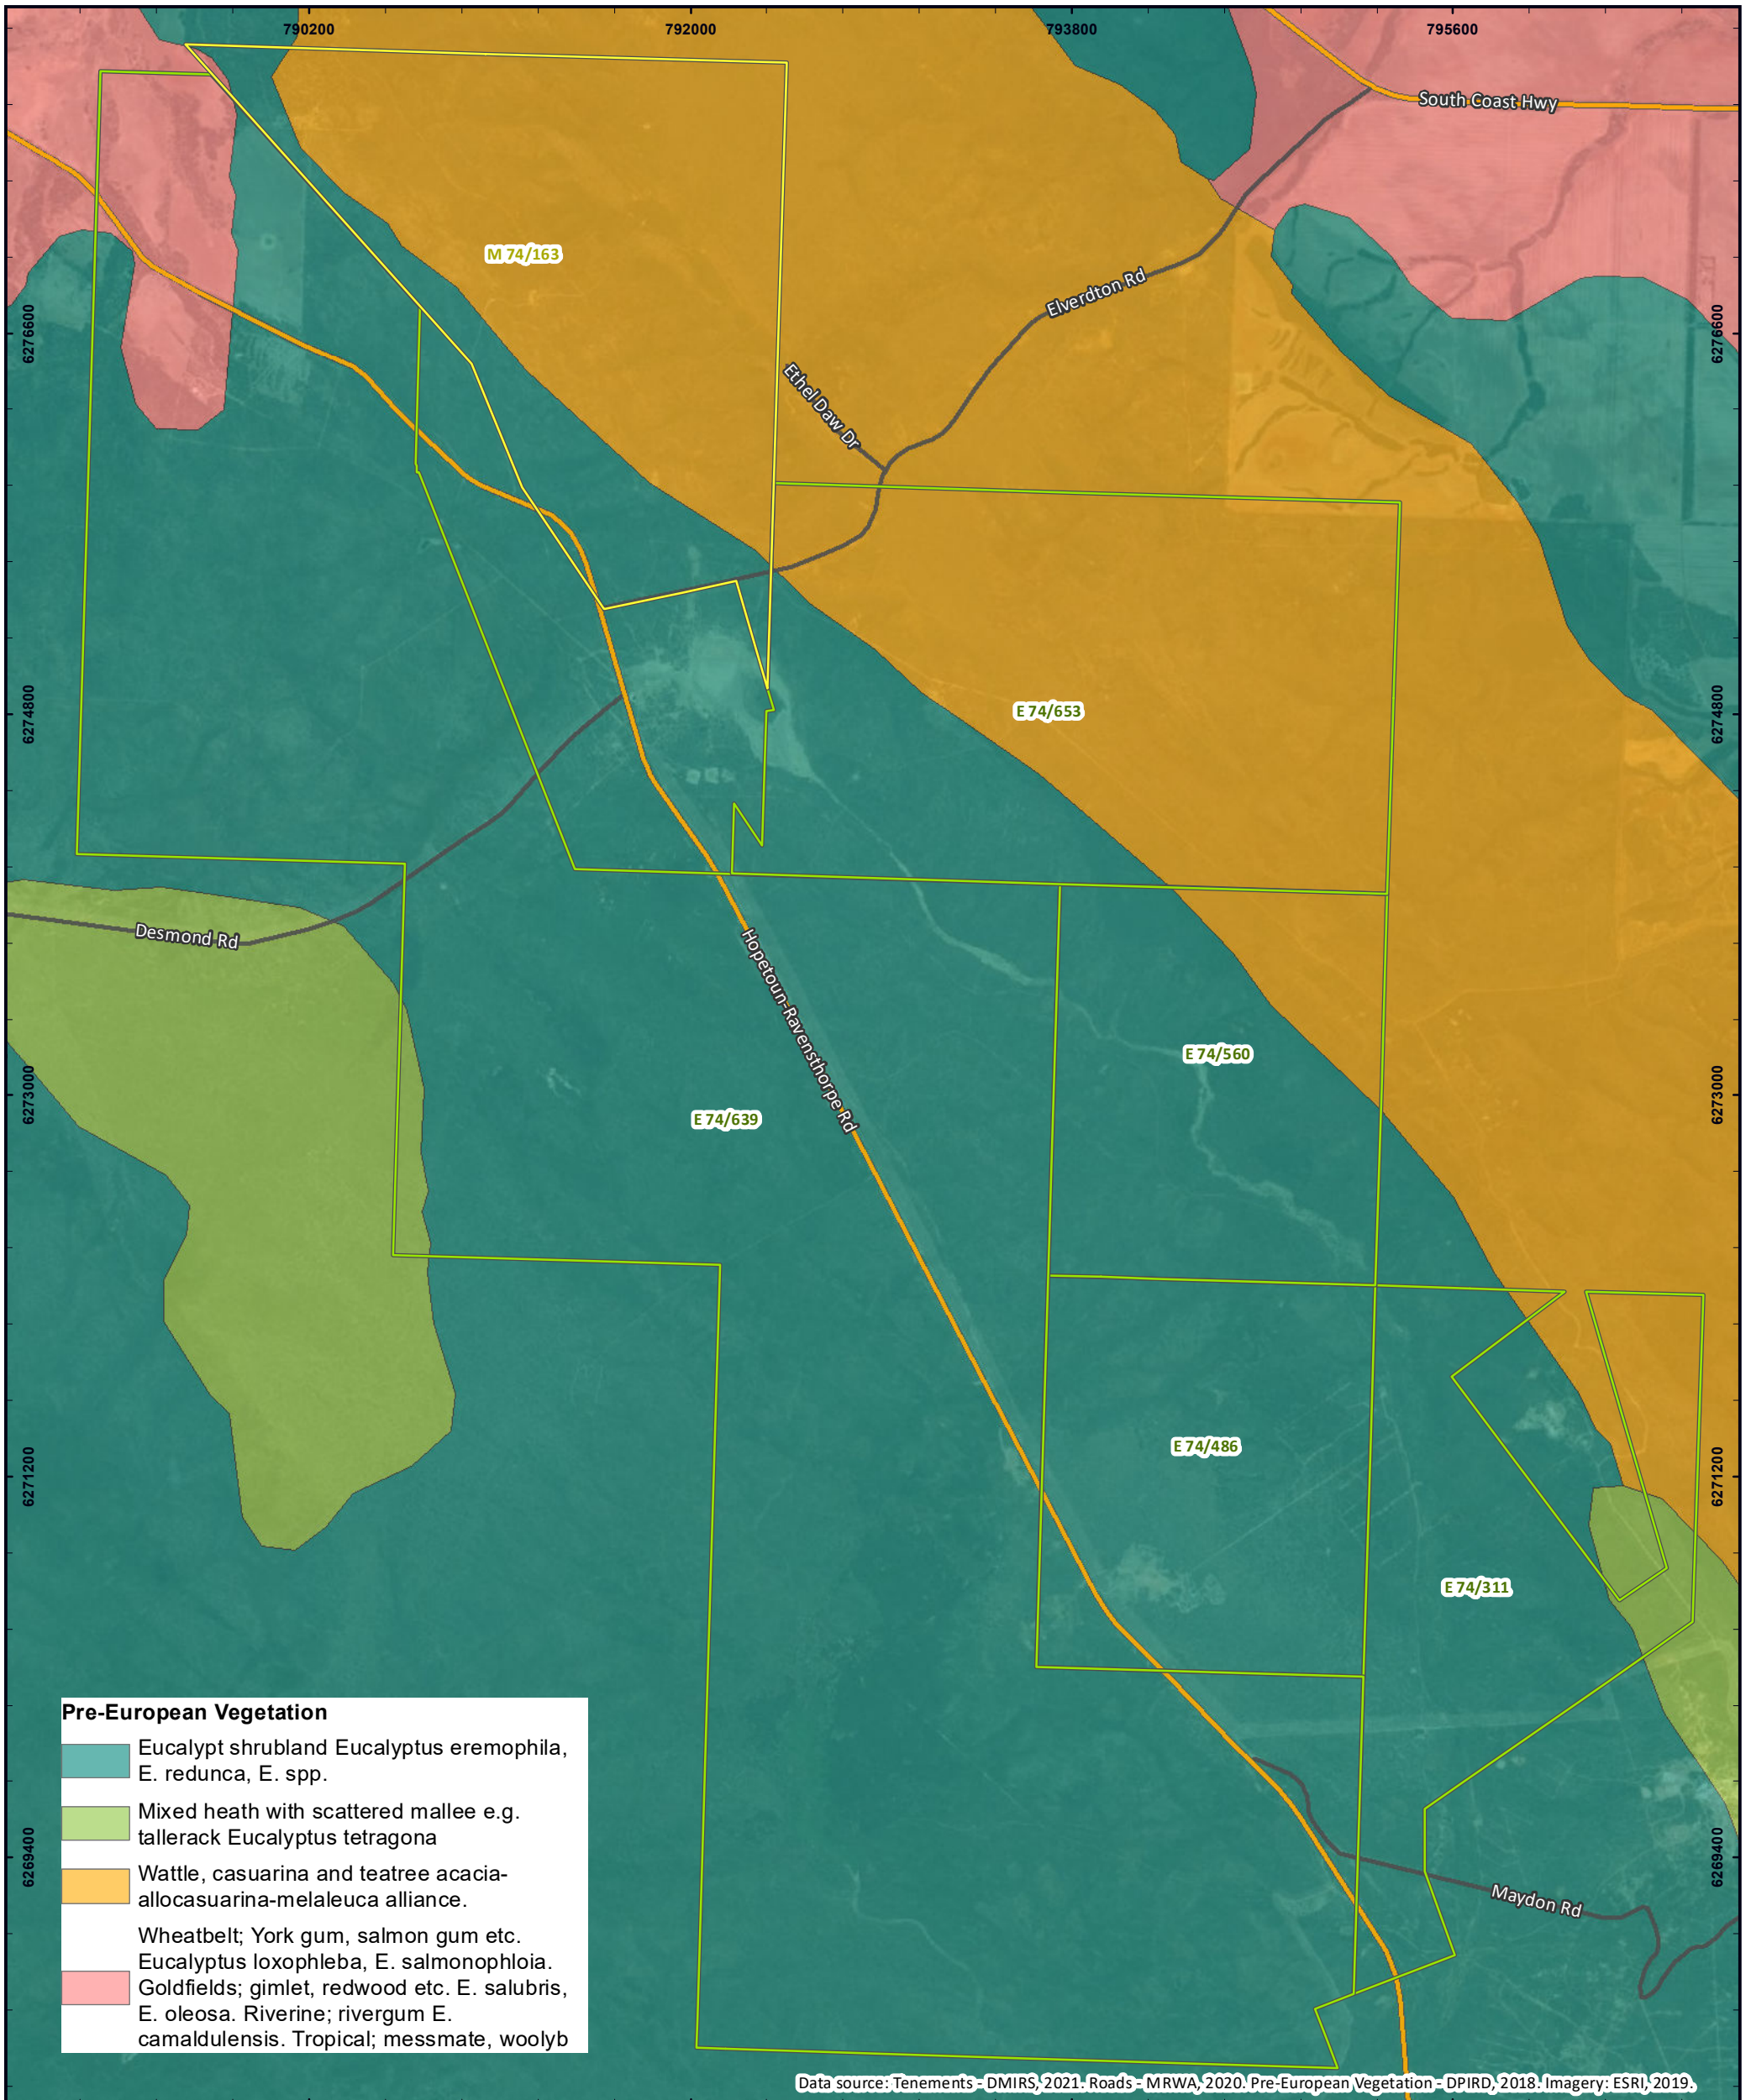 790200
792000
793800
795600
South Coast Hwy
M 74/163
Elverdton Rd
6276600
6276600
Ethel Daw Dr
E 74/653
6274800
6274800
Desmond Rd
Hopetoun-Ravensthorpe Rd
E 74/560
6273000
6273000
E 74/639
E 74/486
6271200
6271200
E 74/311
Pre-European Vegetation
Eucalypt shrubland Eucalyptus eremophila,
E. redunca, E. spp.
Mixed heath with scattered mallee e.g.
tallerack Eucalyptus tetragona
Wattle, casuarina and teatree acacia-
allocasuarina-melaleuca alliance.
Wheatbelt; York gum, salmon gum etc.
Eucalyptus loxophleba, E. salmonophloia.
Goldfields; gimlet, redwood etc. E. salubris,
E. oleosa. Riverine; rivergum E.
camaldulensis. Tropical; messmate, woolyb
6269400
6269400
Maydon Rd
Data source: Tenements - DMIRS, 2021. Roads - MRWA, 2020. Pre-European Vegetation - DPIRD, 2018. Imagery: ESRI, 2019.